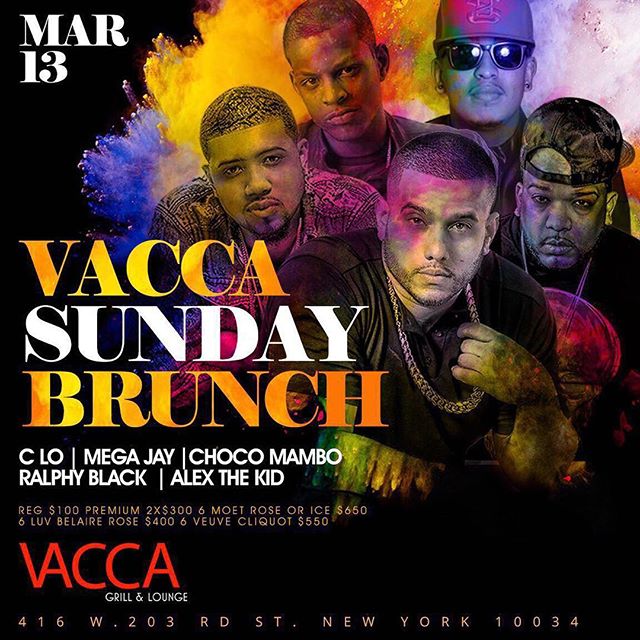 MAR
13
VACCA
SUNDAY
BRUNCH
C LO | MEGA JAY | CHOCO MAMBO
RALPHY BLACK | ALEX THE KID
REG $100 PREMIUM 2X$300 6 MOET ROSE OR ICE $650
6 LUV BELAIRE ROSE $400 6 VEUVE CLIQUOT $550
VACCA
GRILL & LOUNGE
416 W.203 RD ST. NEW YORK 10034